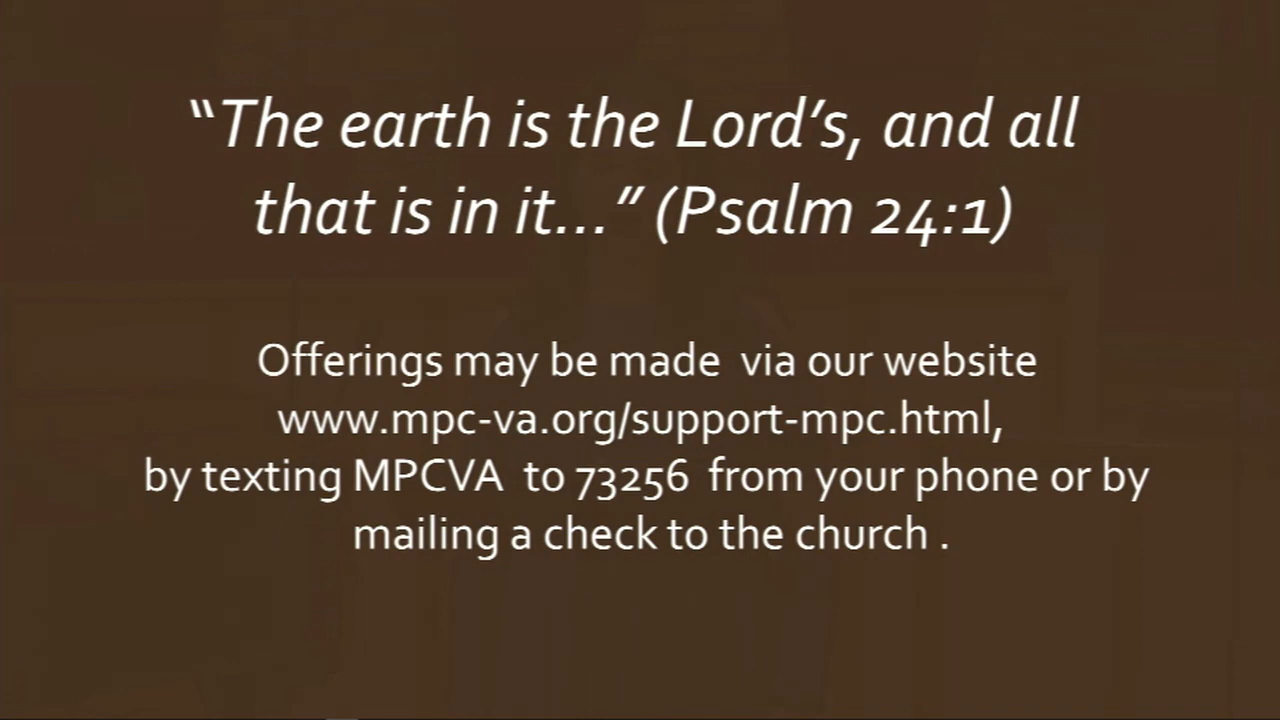 “The earth is the Lord’s, and all
that is in it...” (Psalm 24:1)
Offerings may be made  via our website
www.mpc-va.org/support-mpc.html,
by texting MPCVA  to 73256  from your phone or by
mailing a check to the church .